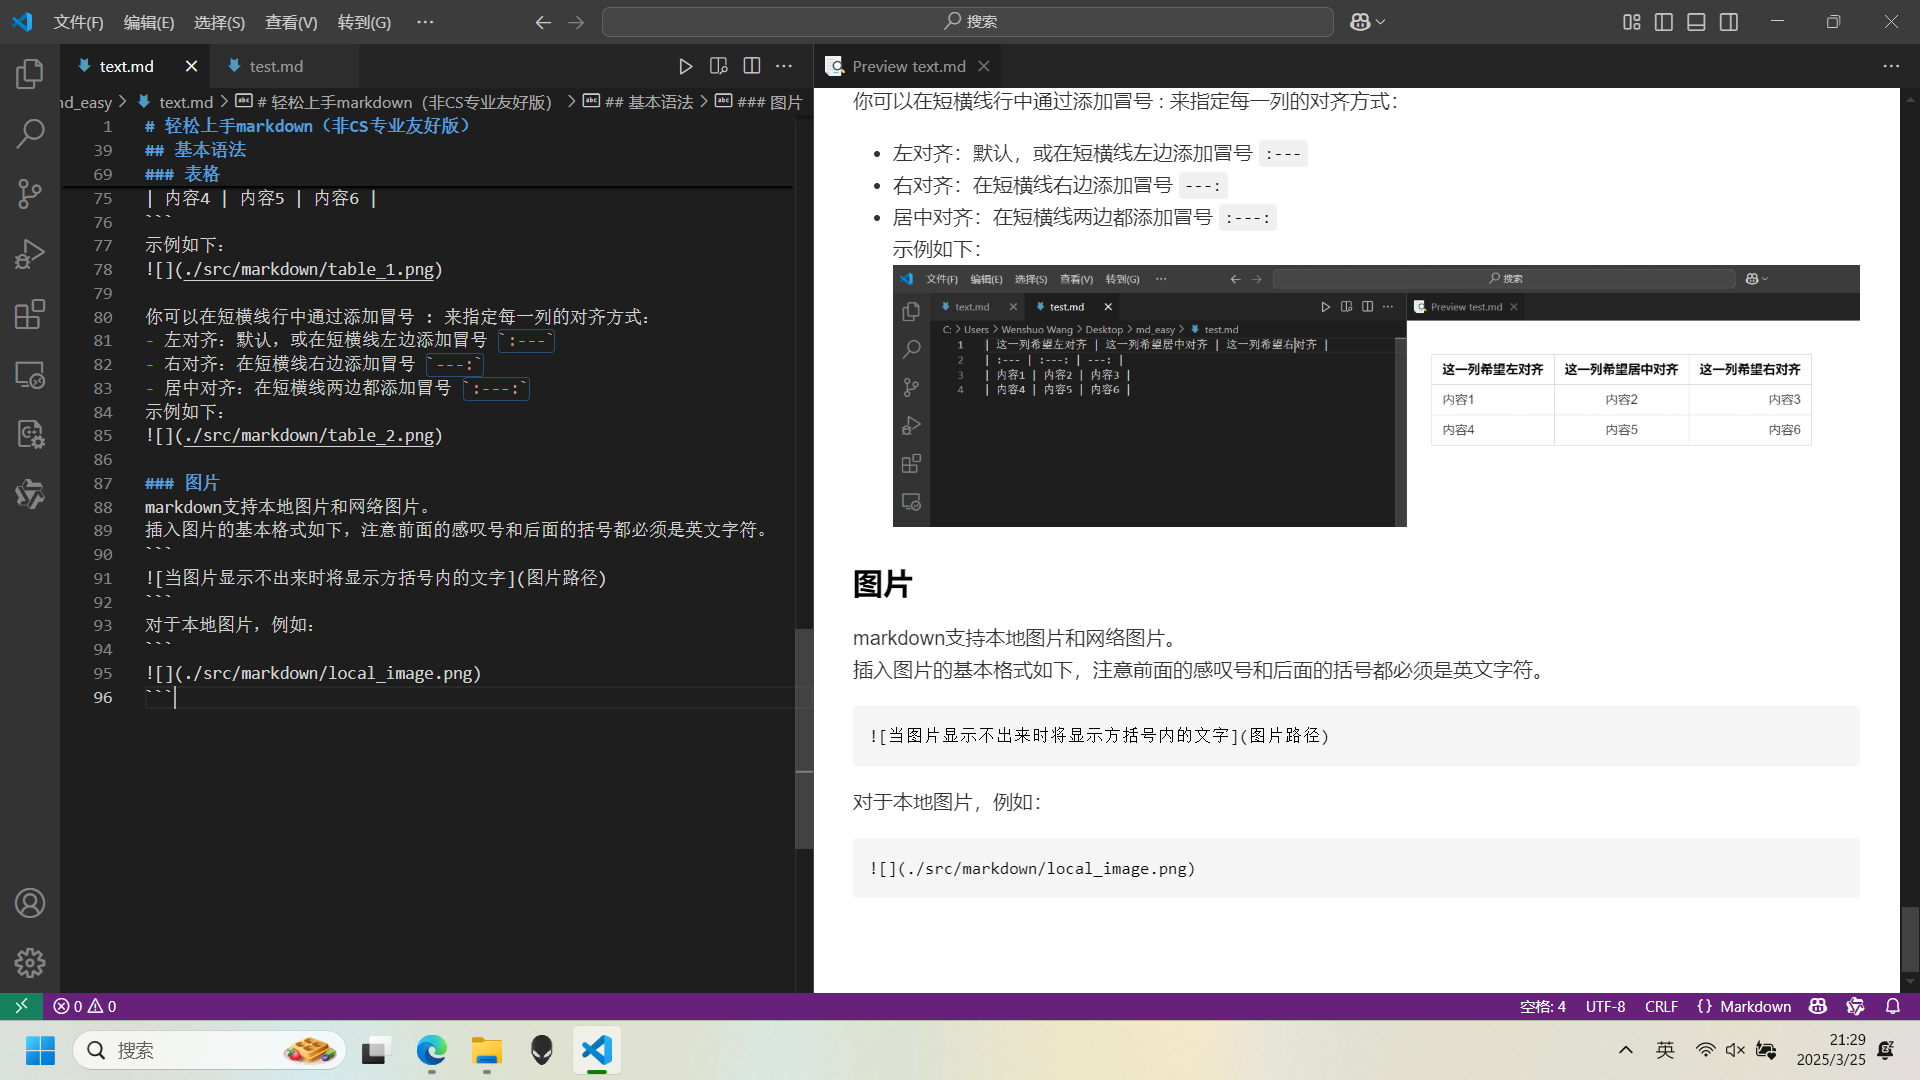 文件(F) 编辑(E) 选择(S) 查看(V) 转到(G) ··· 搜索
text.md test.md
nd_easy > text.md > # 轻松上手markdown（非CS专业友好版） > ## 基本语法 > ### 图片
1 # 轻松上手markdown（非CS专业友好版）
39 ## 基本语法
69 ### 表格
75 | 内容4 | 内容5 | 内容6 |
76 ```
77 示例如下：
78 ![](./src/markdown/table_1.png)
79
80 你可以在短横线行中通过添加冒号 : 来指定每一列的对齐方式：
81 - 左对齐：默认，或在短横线左边添加冒号 `:---`
82 - 右对齐：在短横线右边添加冒号 `---:`
83 - 居中对齐：在短横线两边都添加冒号 `:---:`
84 示例如下：
85 ![](./src/markdown/table_2.png)
86
87 ### 图片
88 markdown支持本地图片和网络图片。
89 插入图片的基本格式如下，注意前面的感叹号和后面的括号都必须是英文字符。
90 ```
91 ![当图片显示不出来时将显示方括号内的文字](图片路径)
92 ```
93 对于本地图片，例如：
94 ```
95 ![](./src/markdown/local_image.png)
96 ```
Preview text.md
你可以在短横线行中通过添加冒号 : 来指定每一列的对齐方式：
• 左对齐：默认，或在短横线左边添加冒号 :---
• 右对齐：在短横线右边添加冒号 ---:
• 居中对齐：在短横线两边都添加冒号 :---:
示例如下：
文件(F) 编辑(E) 选择(S) 查看(V) 转到(G) ··· 搜索
text.md test.md Preview test.md
C: > Users > Wenshuo Wang > Desktop > md_easy > test.md
1 | 这一列希望左对齐 | 这一列希望居中对齐 | 这一列希望右对齐 |
2 | :--- | :---: | ---: |
3 | 内容1 | 内容2 | 内容3 |
4 | 内容4 | 内容5 | 内容6 |
这一列希望左对齐 这一列希望居中对齐 这一列希望右对齐
内容1 内容2 内容3
内容4 内容5 内容6
图片
markdown支持本地图片和网络图片。
插入图片的基本格式如下，注意前面的感叹号和后面的括号都必须是英文字符。
![当图片显示不出来时将显示方括号内的文字](图片路径)
对于本地图片，例如：
![](./src/markdown/local_image.png)
0 0 空格: 4 UTF-8 CRLF {} Markdown
搜索 英 21:29
2025/3/25